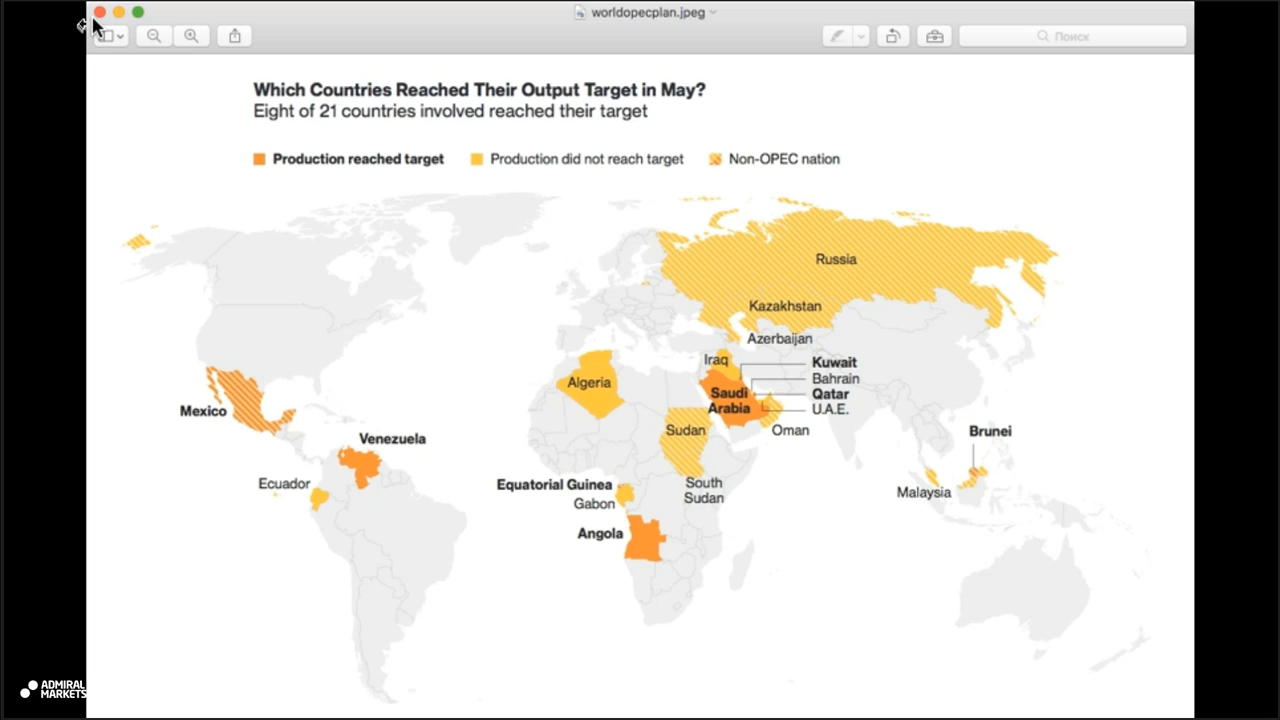 worldopecplan.jpeg
Поиск
Which Countries Reached Their Output Target in May?
Eight of 21 countries involved reached their target
Production reached target
Production did not reach target
Non-OPEC nation
Russia
Kazakhstan
Azerbaijan
Iraq
Kuwait
Algeria
Bahrain
Saudi
Arabia
Qatar
U.A.E.
Mexico
Sudan
Oman
Brunei
Venezuela
Ecuador
Equatorial Guinea
South
Sudan
Malaysia
Gabon
Angola
ADMIRAL
MARKETS